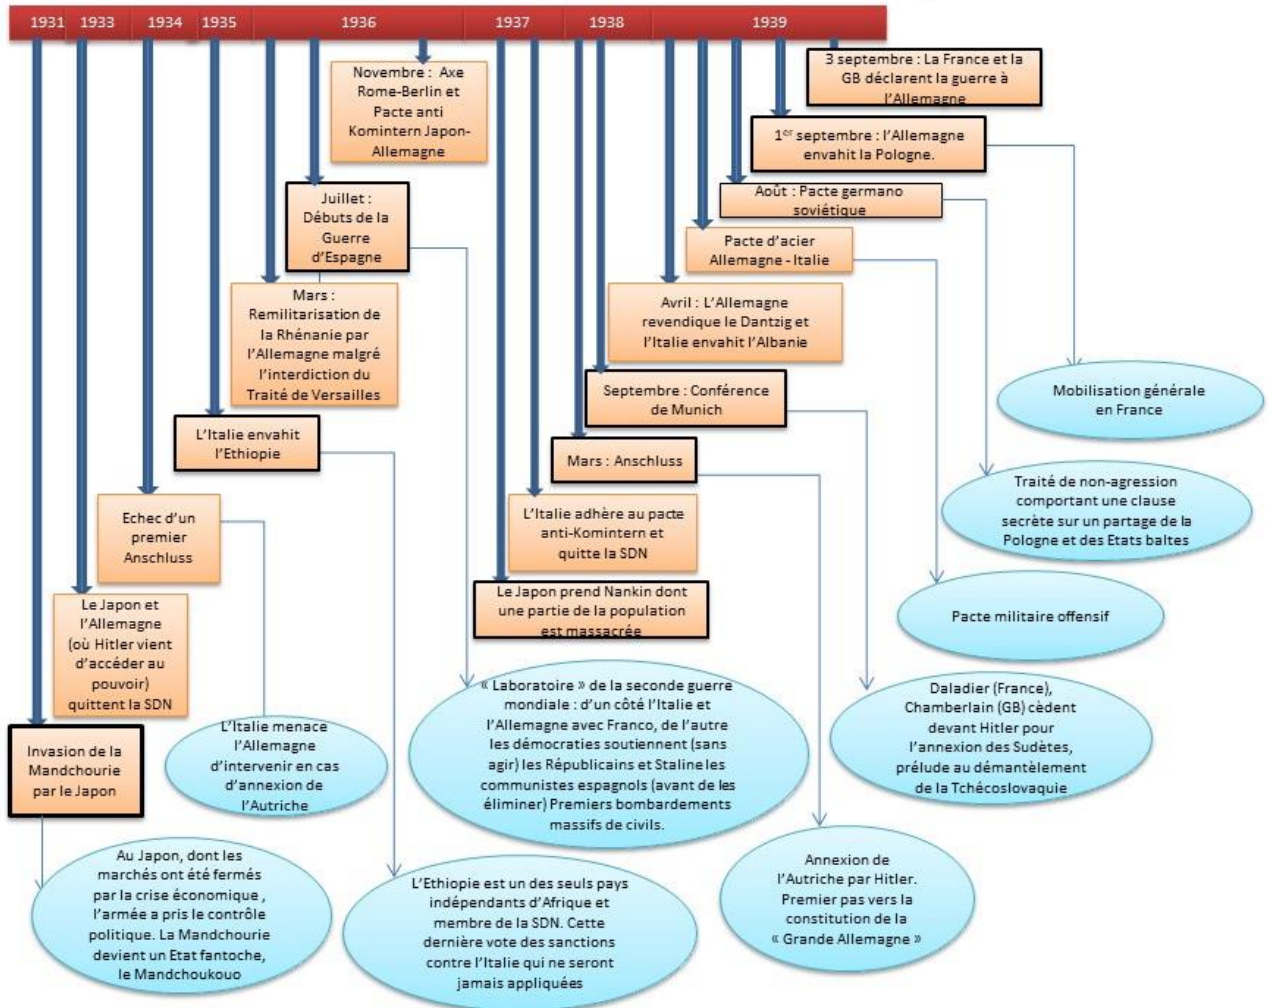 1931 1933 1934 1935 1936 1937 1938 1939
3 septembre : La France et la
GB déclarent la guerre à
l'Allemagne
Novembre : Axe
Rome-Berlin et
Pacte anti
Komintern Japon-
Allemagne
1er septembre : l'Allemagne
envahit la Pologne.
Juillet :
Débuts de la
Guerre
d'Espagne
Août : Pacte germano
soviétique
Pacte d'acier
Allemagne - Italie
Mars :
Remilitarisation de
la Rhénanie par
l'Allemagne malgré
l'interdiction du
Traité de Versailles
Avril : L'Allemagne
revendique le Dantzig et
l'Italie envahit l'Albanie
Septembre : Conférence
de Munich
Mobilisation générale
en France
L'Italie envahit
l'Ethiopie
Mars : Anschluss
Traité de non-agression
comportant une clause
secrète sur un partage de la
Pologne et des Etats baltes
Echec d'un
premier
Anschluss
L'Italie adhère au pacte
anti-Komintern et
quitte la SDN
Le Japon et
l'Allemagne
(où Hitler vient
d'accéder au
pouvoir)
quittent la SDN
Le Japon prend Nankin dont
une partie de la population
est massacrée
Pacte militaire offensif
Invasion de la
Mandchourie
par le Japon
L'Italie menace
l'Allemagne
d'intervenir en cas
d'annexion de
l'Autriche
« Laboratoire » de la seconde guerre
mondiale : d'un côté l'Italie et
l'Allemagne avec Franco, de l'autre
les démocraties soutiennent (sans
agir) les Républicains et Staline les
communistes espagnols (avant de les
éliminer) Premiers bombardements
massifs de civils.
Daladier (France),
Chamberlain (GB) cèdent
devant Hitler pour
l'annexion des Sudètes,
prélude au démantèlement
de la Tchécoslovaquie
Au Japon, dont les
marchés ont été fermés
par la crise économique ,
l'armée a pris le contrôle
politique. La Mandchourie
devient un Etat fantoche,
le Mandchoukouo
L'Ethiopie est un des seuls pays
indépendants d'Afrique et
membre de la SDN. Cette
dernière vote des sanctions
contre l'Italie qui ne seront
jamais appliquées
Annexion de
l'Autriche par Hitler.
Premier pas vers la
constitution de la
« Grande Allemagne »